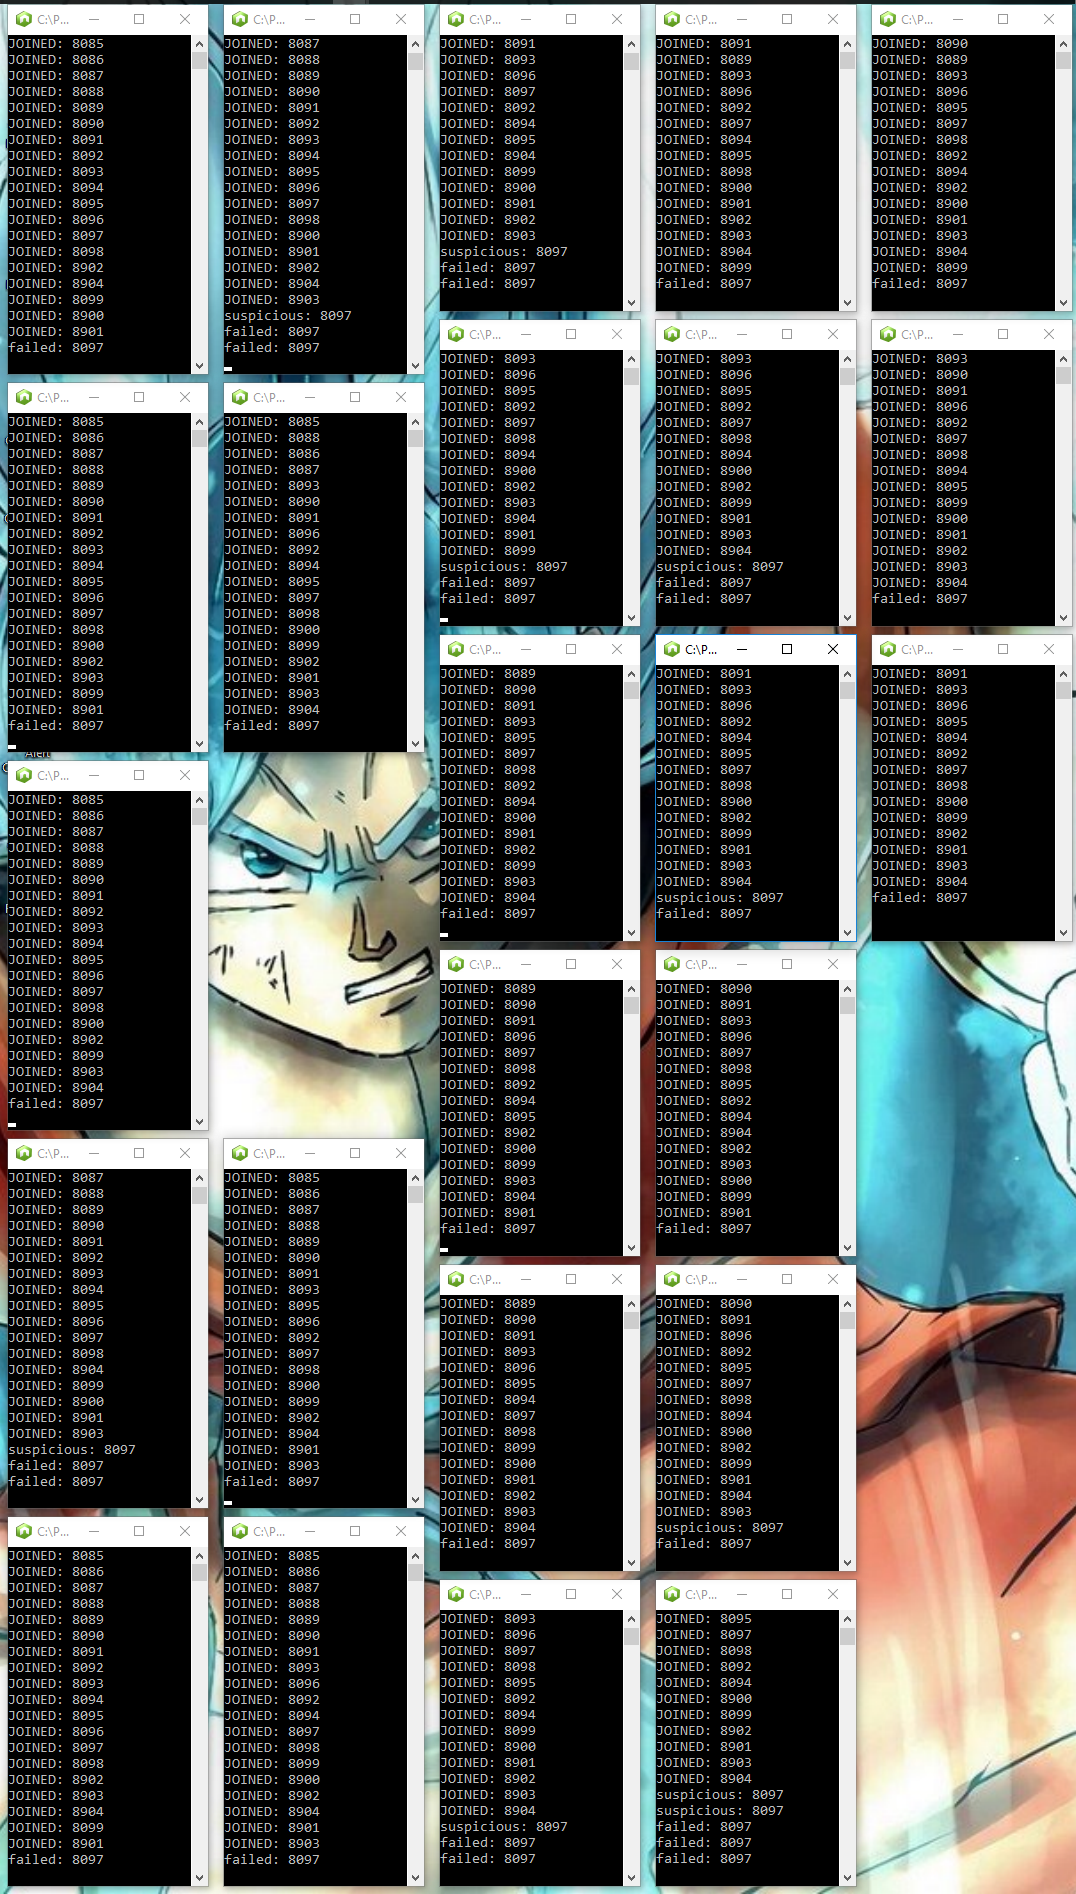 C:\P...
JOINED: 8085
JOINED: 8086
JOINED: 8087
JOINED: 8088
JOINED: 8089
JOINED: 8090
JOINED: 8091
JOINED: 8092
JOINED: 8093
JOINED: 8094
JOINED: 8095
JOINED: 8096
JOINED: 8097
JOINED: 8098
JOINED: 8902
JOINED: 8904
JOINED: 8099
JOINED: 8900
JOINED: 8901
failed: 8097
C:\P...
JOINED: 8087
JOINED: 8088
JOINED: 8089
JOINED: 8090
JOINED: 8091
JOINED: 8092
JOINED: 8093
JOINED: 8094
JOINED: 8095
JOINED: 8096
JOINED: 8097
JOINED: 8098
JOINED: 8900
JOINED: 8901
JOINED: 8902
JOINED: 8904
JOINED: 8903
suspicious: 8097
failed: 8097
failed: 8097
C:\P...
JOINED: 8091
JOINED: 8093
JOINED: 8096
JOINED: 8097
JOINED: 8092
JOINED: 8094
JOINED: 8095
JOINED: 8904
JOINED: 8099
JOINED: 8900
JOINED: 8901
JOINED: 8902
JOINED: 8903
suspicious: 8097
failed: 8097
failed: 8097
C:\P...
JOINED: 8091
JOINED: 8089
JOINED: 8093
JOINED: 8096
JOINED: 8092
JOINED: 8097
JOINED: 8094
JOINED: 8095
JOINED: 8098
JOINED: 8900
JOINED: 8901
JOINED: 8902
JOINED: 8903
JOINED: 8904
JOINED: 8099
failed: 8097
C:\P...
JOINED: 8090
JOINED: 8089
JOINED: 8093
JOINED: 8096
JOINED: 8095
JOINED: 8097
JOINED: 8098
JOINED: 8092
JOINED: 8094
JOINED: 8902
JOINED: 8900
JOINED: 8901
JOINED: 8903
JOINED: 8904
JOINED: 8099
failed: 8097
C:\P...
JOINED: 8093
JOINED: 8096
JOINED: 8095
JOINED: 8092
JOINED: 8097
JOINED: 8098
JOINED: 8094
JOINED: 8900
JOINED: 8902
JOINED: 8903
JOINED: 8904
JOINED: 8901
JOINED: 8099
suspicious: 8097
failed: 8097
failed: 8097
C:\P...
JOINED: 8093
JOINED: 8096
JOINED: 8095
JOINED: 8092
JOINED: 8097
JOINED: 8098
JOINED: 8094
JOINED: 8900
JOINED: 8902
JOINED: 8099
JOINED: 8901
JOINED: 8903
JOINED: 8904
suspicious: 8097
failed: 8097
failed: 8097
C:\P...
JOINED: 8093
JOINED: 8090
JOINED: 8091
JOINED: 8096
JOINED: 8092
JOINED: 8097
JOINED: 8098
JOINED: 8094
JOINED: 8095
JOINED: 8099
JOINED: 8900
JOINED: 8901
JOINED: 8902
JOINED: 8903
JOINED: 8904
failed: 8097
C:\P...
JOINED: 8085
JOINED: 8086
JOINED: 8087
JOINED: 8088
JOINED: 8089
JOINED: 8090
JOINED: 8091
JOINED: 8092
JOINED: 8093
JOINED: 8094
JOINED: 8095
JOINED: 8096
JOINED: 8097
JOINED: 8098
JOINED: 8900
JOINED: 8902
JOINED: 8903
JOINED: 8099
JOINED: 8901
failed: 8097
Alert
C:\P...
JOINED: 8085
JOINED: 8088
JOINED: 8086
JOINED: 8087
JOINED: 8093
JOINED: 8090
JOINED: 8091
JOINED: 8096
JOINED: 8092
JOINED: 8094
JOINED: 8095
JOINED: 8097
JOINED: 8098
JOINED: 8900
JOINED: 8099
JOINED: 8902
JOINED: 8901
JOINED: 8903
JOINED: 8904
failed: 8097
C:\P...
JOINED: 8089
JOINED: 8090
JOINED: 8091
JOINED: 8093
JOINED: 8095
JOINED: 8097
JOINED: 8098
JOINED: 8092
JOINED: 8094
JOINED: 8900
JOINED: 8901
JOINED: 8902
JOINED: 8099
JOINED: 8903
JOINED: 8904
failed: 8097
C:\P...
JOINED: 8091
JOINED: 8093
JOINED: 8096
JOINED: 8092
JOINED: 8094
JOINED: 8095
JOINED: 8097
JOINED: 8098
JOINED: 8900
JOINED: 8902
JOINED: 8099
JOINED: 8901
JOINED: 8903
JOINED: 8904
suspicious: 8097
failed: 8097
C:\P...
JOINED: 8091
JOINED: 8093
JOINED: 8096
JOINED: 8095
JOINED: 8094
JOINED: 8092
JOINED: 8097
JOINED: 8098
JOINED: 8900
JOINED: 8099
JOINED: 8902
JOINED: 8901
JOINED: 8903
JOINED: 8904
failed: 8097
C:\P...
JOINED: 8085
JOINED: 8086
JOINED: 8087
JOINED: 8088
JOINED: 8089
JOINED: 8090
JOINED: 8091
JOINED: 8092
JOINED: 8093
JOINED: 8094
JOINED: 8095
JOINED: 8096
JOINED: 8097
JOINED: 8098
JOINED: 8900
JOINED: 8902
JOINED: 8099
JOINED: 8903
JOINED: 8904
failed: 8097
C:\P...
JOINED: 8089
JOINED: 8090
JOINED: 8091
JOINED: 8096
JOINED: 8097
JOINED: 8098
JOINED: 8092
JOINED: 8094
JOINED: 8095
JOINED: 8902
JOINED: 8900
JOINED: 8099
JOINED: 8903
JOINED: 8904
JOINED: 8901
failed: 8097
C:\P...
JOINED: 8090
JOINED: 8091
JOINED: 8093
JOINED: 8096
JOINED: 8097
JOINED: 8098
JOINED: 8095
JOINED: 8092
JOINED: 8094
JOINED: 8904
JOINED: 8902
JOINED: 8903
JOINED: 8900
JOINED: 8099
JOINED: 8901
failed: 8097
C:\P...
JOINED: 8087
JOINED: 8088
JOINED: 8089
JOINED: 8090
JOINED: 8091
JOINED: 8092
JOINED: 8093
JOINED: 8094
JOINED: 8095
JOINED: 8096
JOINED: 8097
JOINED: 8098
JOINED: 8904
JOINED: 8099
JOINED: 8900
JOINED: 8901
JOINED: 8903
suspicious: 8097
failed: 8097
failed: 8097
C:\P...
JOINED: 8085
JOINED: 8086
JOINED: 8087
JOINED: 8088
JOINED: 8089
JOINED: 8090
JOINED: 8091
JOINED: 8093
JOINED: 8095
JOINED: 8096
JOINED: 8092
JOINED: 8097
JOINED: 8098
JOINED: 8900
JOINED: 8099
JOINED: 8902
JOINED: 8904
JOINED: 8901
JOINED: 8903
failed: 8097
C:\P...
JOINED: 8089
JOINED: 8090
JOINED: 8091
JOINED: 8093
JOINED: 8096
JOINED: 8095
JOINED: 8094
JOINED: 8097
JOINED: 8098
JOINED: 8099
JOINED: 8900
JOINED: 8901
JOINED: 8902
JOINED: 8903
JOINED: 8904
failed: 8097
C:\P...
JOINED: 8090
JOINED: 8091
JOINED: 8096
JOINED: 8092
JOINED: 8095
JOINED: 8097
JOINED: 8098
JOINED: 8094
JOINED: 8900
JOINED: 8902
JOINED: 8099
JOINED: 8901
JOINED: 8904
JOINED: 8903
suspicious: 8097
failed: 8097
C:\P...
JOINED: 8085
JOINED: 8086
JOINED: 8087
JOINED: 8088
JOINED: 8089
JOINED: 8090
JOINED: 8091
JOINED: 8092
JOINED: 8093
JOINED: 8094
JOINED: 8095
JOINED: 8096
JOINED: 8097
JOINED: 8098
JOINED: 8902
JOINED: 8903
JOINED: 8904
JOINED: 8099
JOINED: 8901
failed: 8097
C:\P...
JOINED: 8085
JOINED: 8086
JOINED: 8087
JOINED: 8088
JOINED: 8089
JOINED: 8090
JOINED: 8091
JOINED: 8093
JOINED: 8096
JOINED: 8092
JOINED: 8094
JOINED: 8097
JOINED: 8098
JOINED: 8099
JOINED: 8900
JOINED: 8902
JOINED: 8904
JOINED: 8901
JOINED: 8903
failed: 8097
C:\P...
JOINED: 8093
JOINED: 8096
JOINED: 8097
JOINED: 8098
JOINED: 8095
JOINED: 8092
JOINED: 8094
JOINED: 8099
JOINED: 8900
JOINED: 8901
JOINED: 8902
JOINED: 8903
JOINED: 8904
suspicious: 8097
failed: 8097
failed: 8097
C:\P...
JOINED: 8095
JOINED: 8097
JOINED: 8098
JOINED: 8092
JOINED: 8094
JOINED: 8900
JOINED: 8099
JOINED: 8902
JOINED: 8901
JOINED: 8903
JOINED: 8904
suspicious: 8097
suspicious: 8097
failed: 8097
failed: 8097
failed: 8097